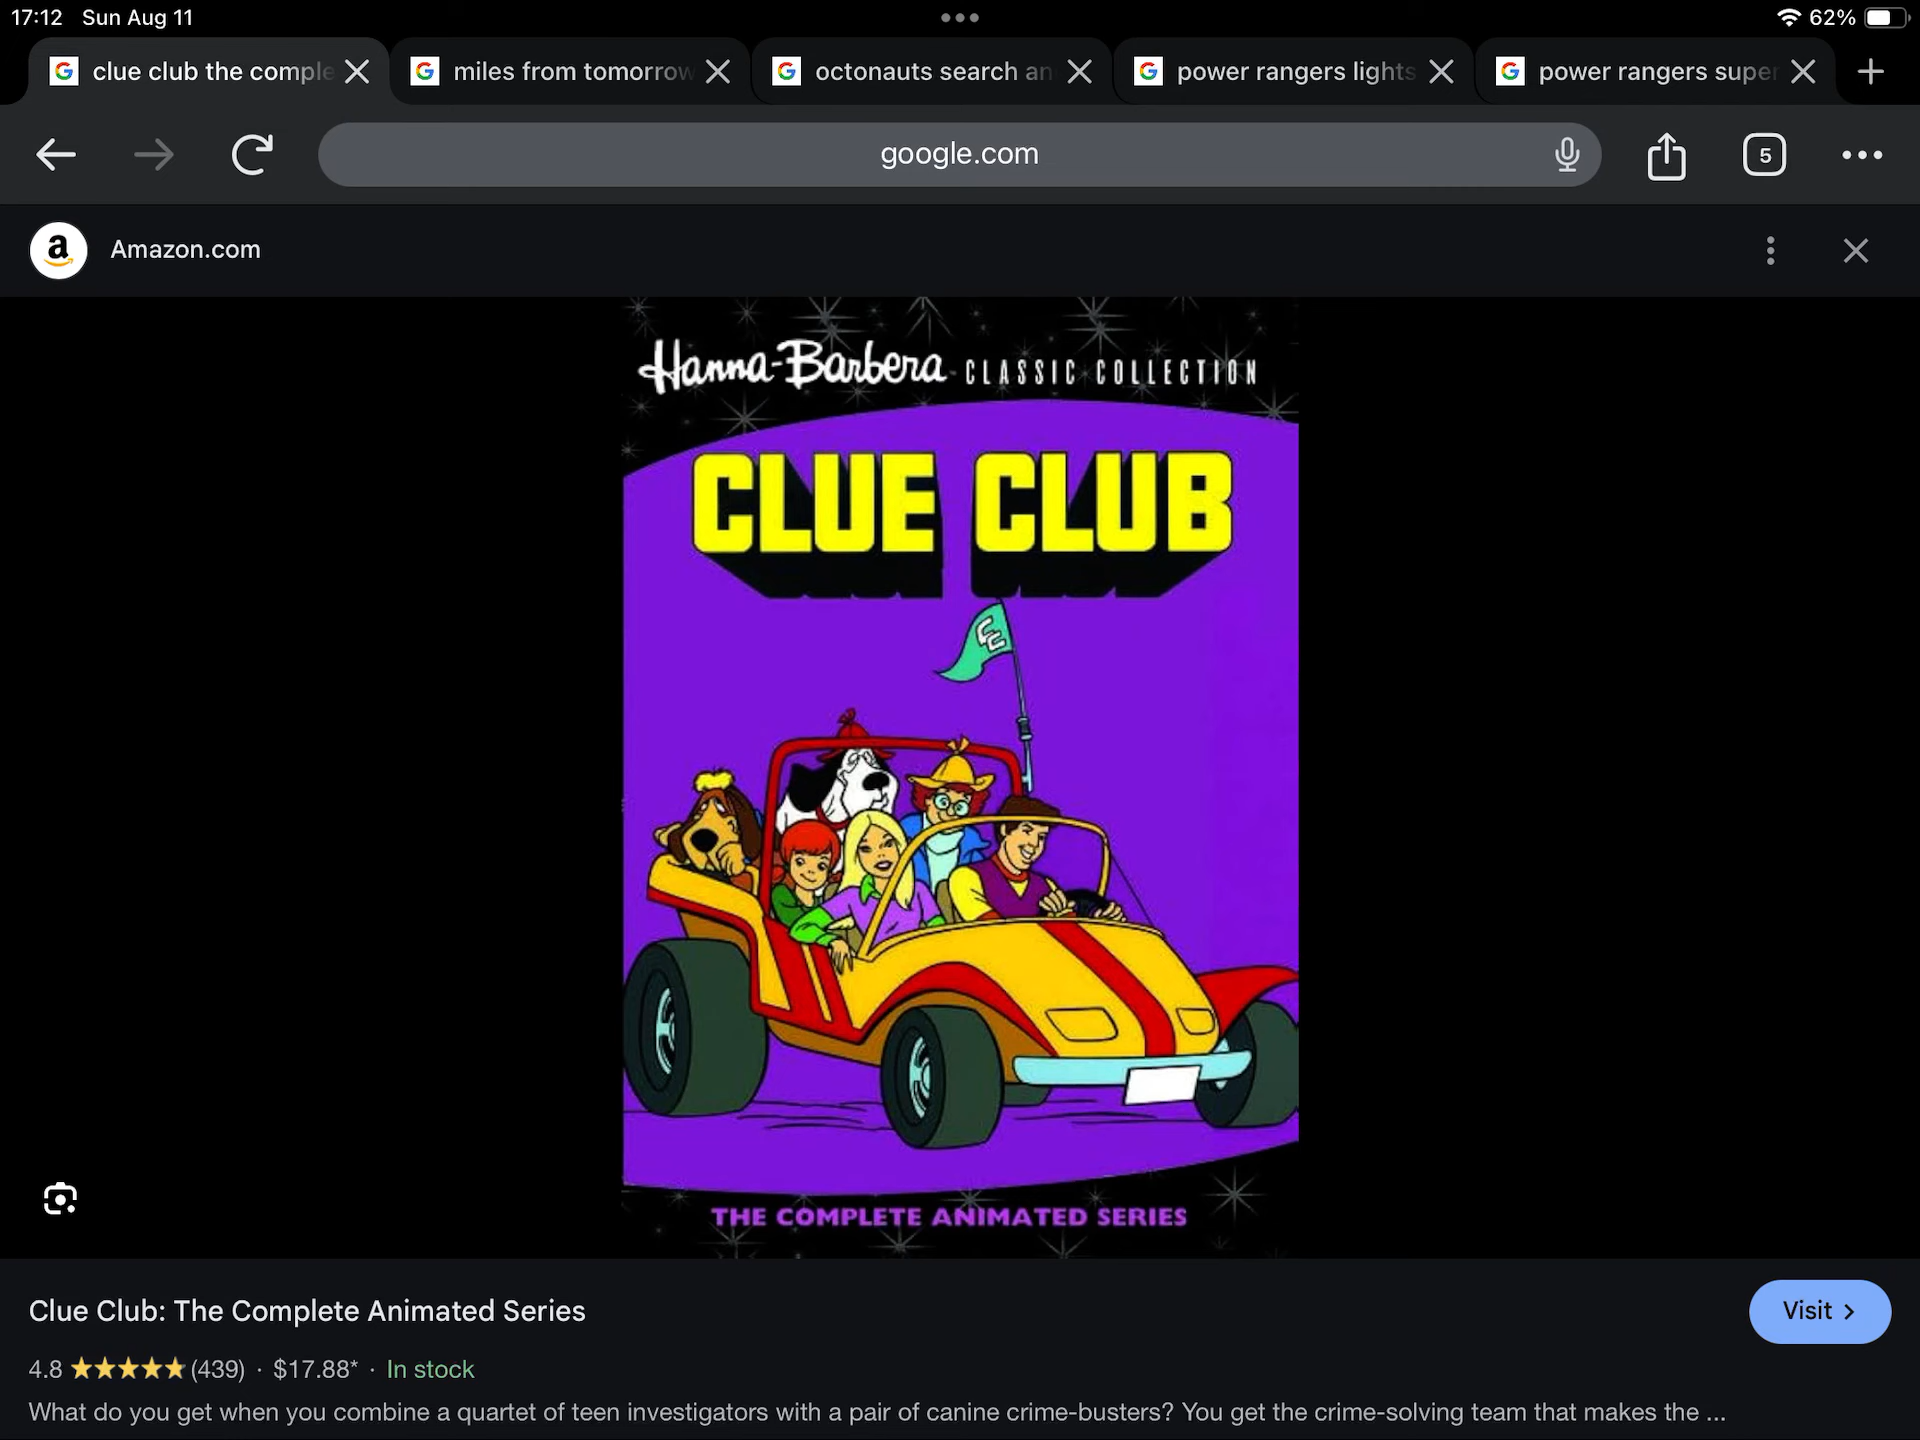 17:12 Sun Aug 11
62%
clue club the comple
miles from tomorrow
octonauts search an
power rangers lights
power rangers super
google.com
5
Amazon.com
Hanna-Barbera CLASSIC COLLECTION
CLUE CLUB
CC
THE COMPLETE ANIMATED SERIES
Clue Club: The Complete Animated Series
Visit
4.8 ★★★★★ (439) · $17.88* · In stock
What do you get when you combine a quartet of teen investigators with a pair of canine crime-busters? You get the crime-solving team that makes the ...